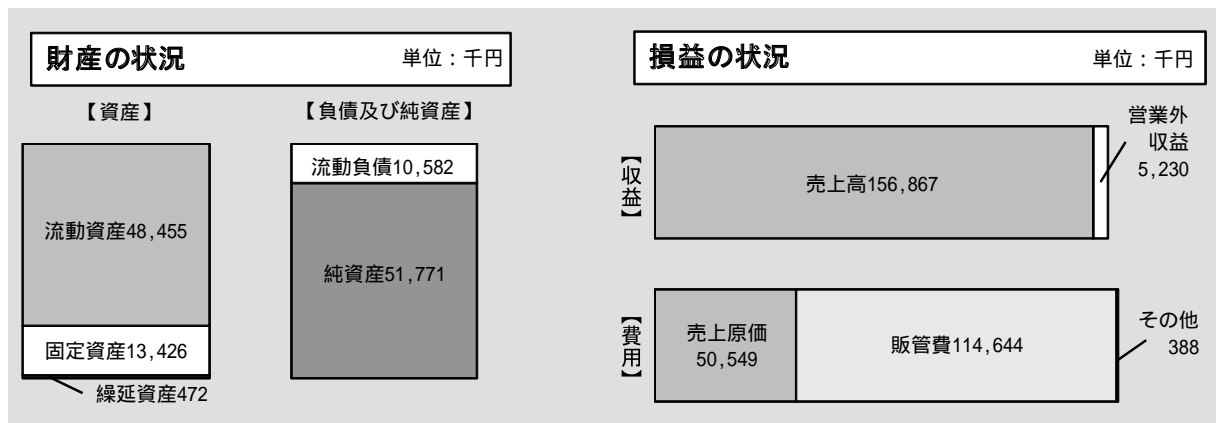 財産の状況 単位：千円
【資産】
【負債及び純資産】
流動資産48,455
固定資産13,426
繰延資産472
流動負債10,582
純資産51,771
損益の状況 単位：千円
【収益】
売上高156,867
営業外
収益
5,230
【費用】
売上原価
50,549
販管費114,644
その他
388